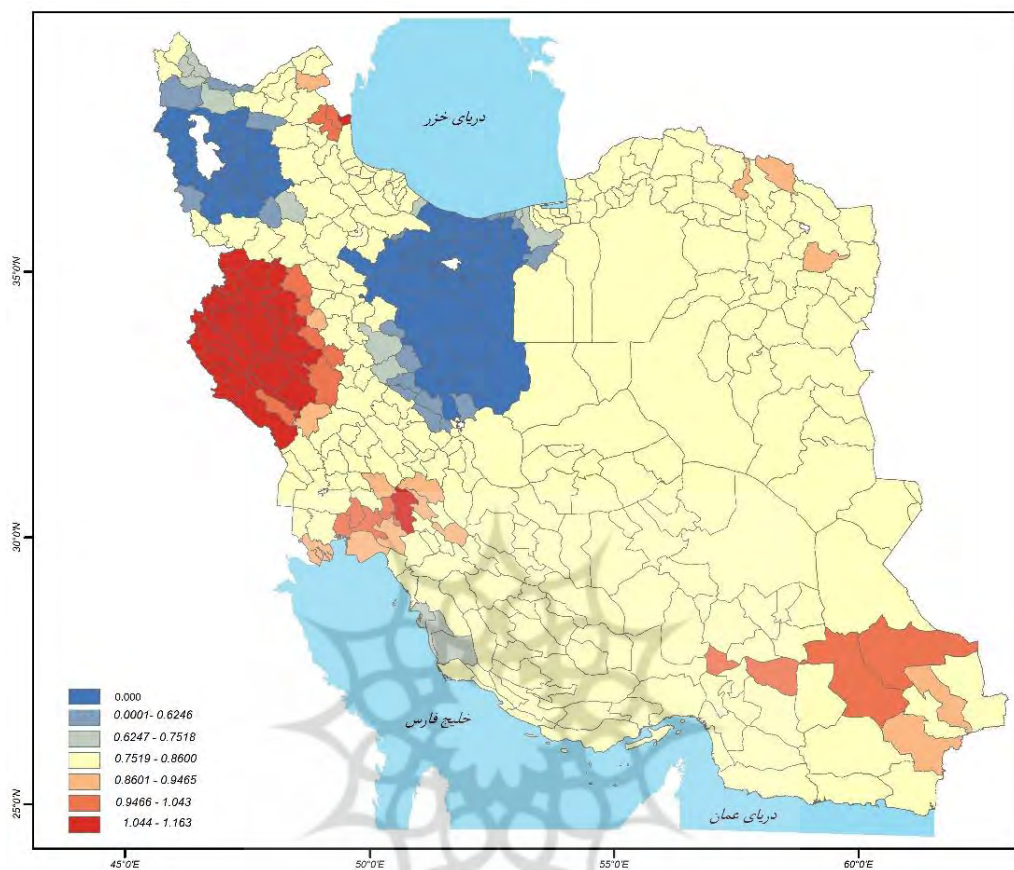 دریای خزر
35°0'N
30°0'N
خلیج فارس
0.000
0.0001- 0.6246
0.6247 - 0.7518
0.7519 - 0.8600
0.8601 - 0.9465
0.9466 - 1.043
1.044 - 1.163
25°0'N
دریای عمان
45°0'E
50°0'E
55°0'E
60°0'E